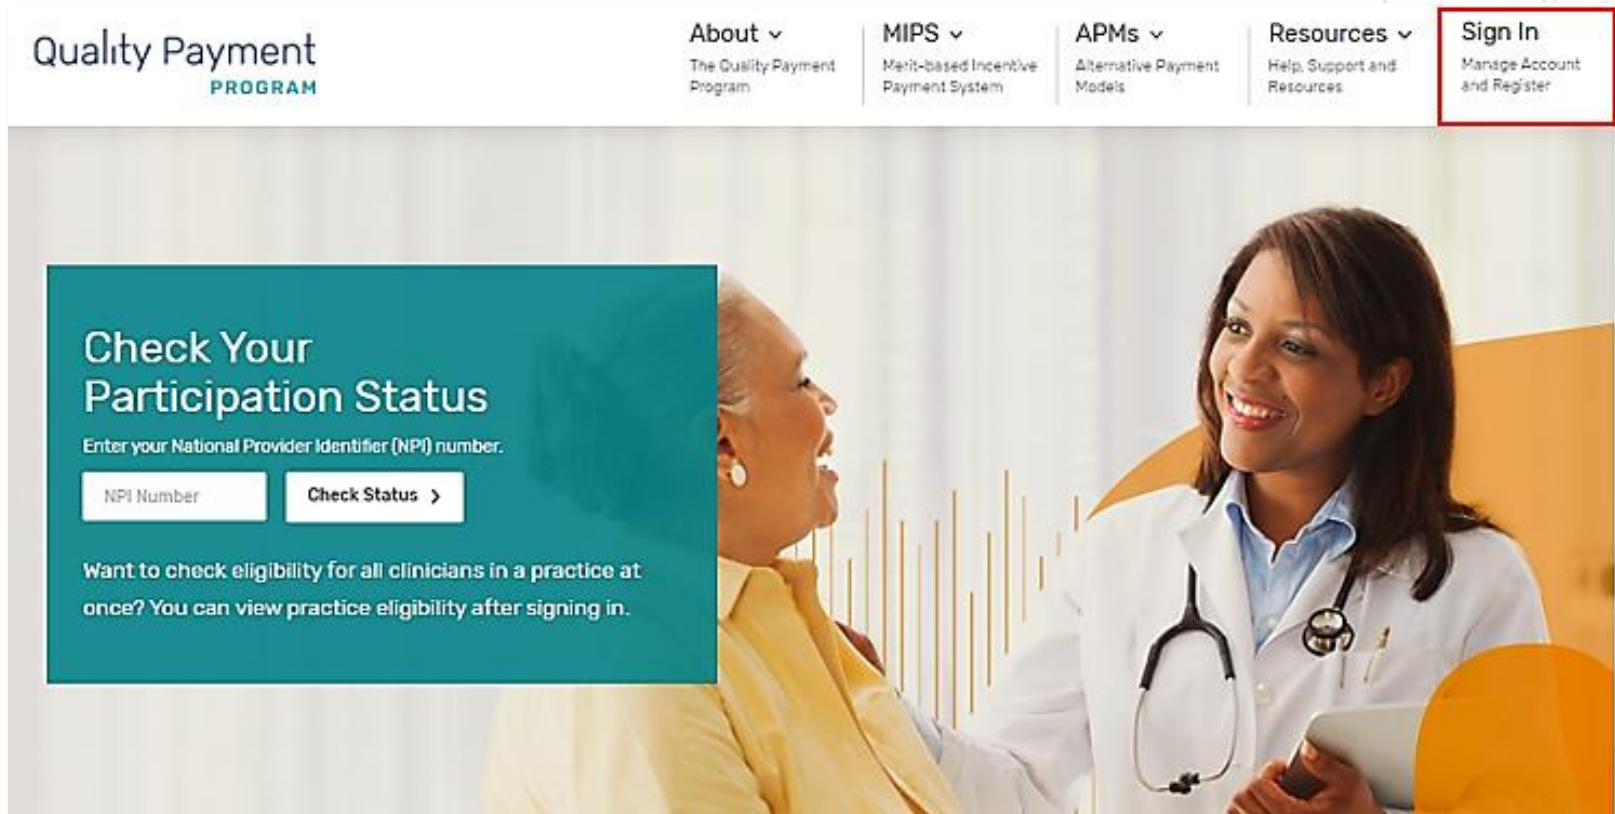 Quality Payment
PROGRAM
About
The Quality Payment
Program
MIPS
Merit-based Incentive
Payment System
APMs
Alternative Payment
Models
Resources
Help, Support and
Resources
Sign In
Manage Account
and Register
Check Your
Participation Status
Enter your National Provider Identifier (NPI) number.
NPI Number
Check Status
Want to check eligibility for all clinicians in a practice at
once? You can view practice eligibility after signing in.